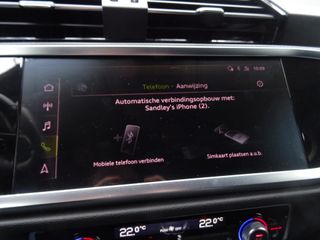 10:09
Telefoon - Aanwijzing
Automatische verbindingsopbouw met:
Sandley's iPhone (2).
Mobiele telefoon verbinden
Simkaart plaatsen a.u.b.
22.0°C
22.0°C